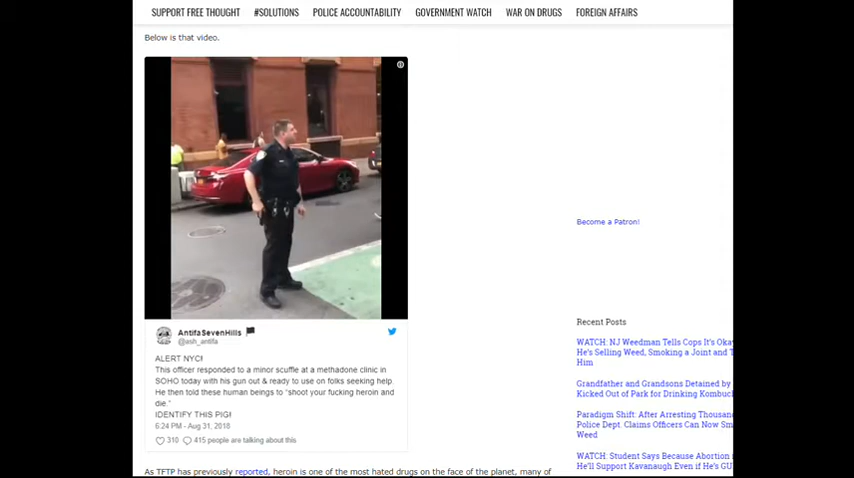 SUPPORT FREE THOUGHT #SOLUTIONS POLICE ACCOUNTABILITY GOVERNMENT WATCH WAR ON DRUGS FOREIGN AFFAIRS
Below is that video.
AntifaSevenHills
@ash_antifa
ALERT NYC!
This officer responded to a minor scuffle at a methadone clinic in
SOHO today with his gun out & ready to use on folks seeking help.
He then told these human beings to "shoot your fucking heroin and
die."
IDENTIFY THIS PIG!
6:24 PM - Aug 31, 2018
310 415 people are talking about this
As TFTP has previously reported, heroin is one of the most hated drugs on the face of the planet, many of
Become a Patron!
Recent Posts
WATCH: NJ Weedman Tells Cops It's Oka
He's Selling Weed, Smoking a Joint and T
Him
Grandfather and Grandsons Detained by
Kicked Out of Park for Drinking Kombuc
Paradigm Shift: After Arresting Thousan
Police Dept. Claims Officers Can Now Sm
Weed
WATCH: Student Says Because Abortion i
He'll Support Kavanaugh Even if He's GU